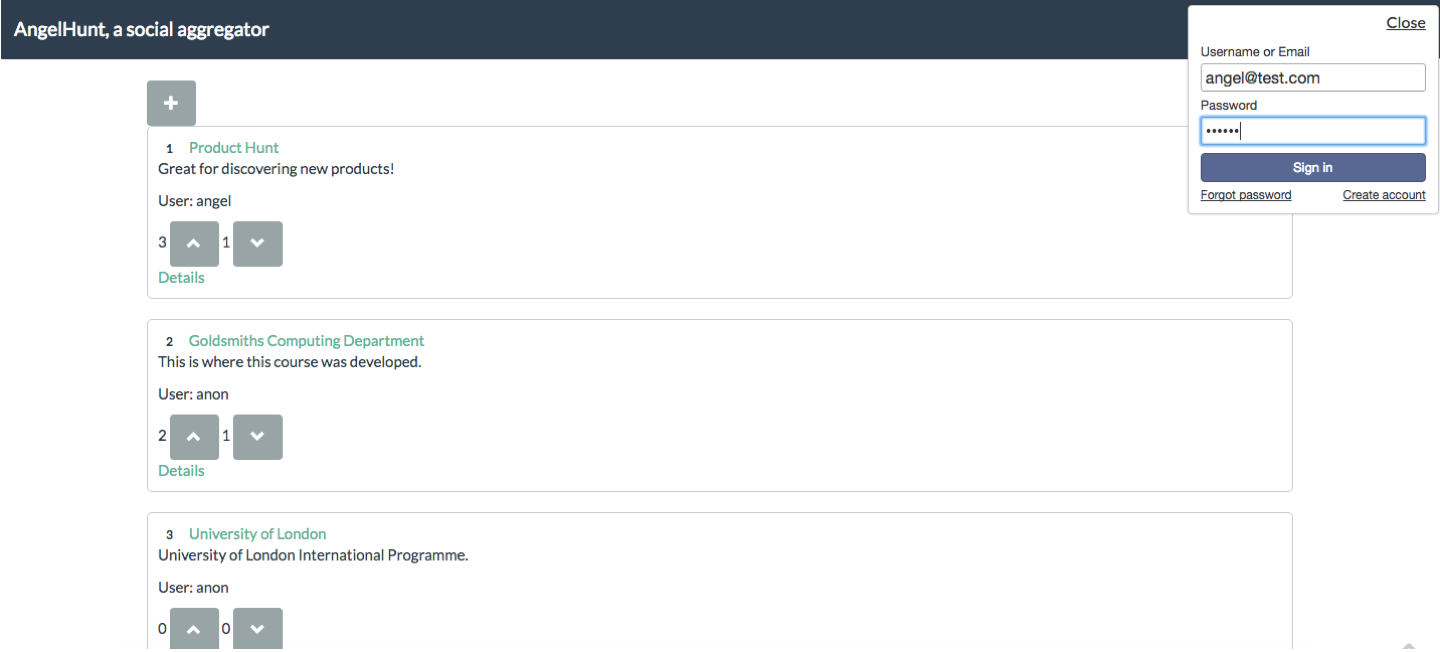 AngelHunt, a social aggregator
Close
Username or Email
angel@test.com
Password
••••••
Sign in
Forgot password Create account
1 Product Hunt
Great for discovering new products!
User: angel
3 1
Details
2 Goldsmiths Computing Department
This is where this course was developed.
User: anon
2 1
Details
3 University of London
University of London International Programme.
User: anon
0 0